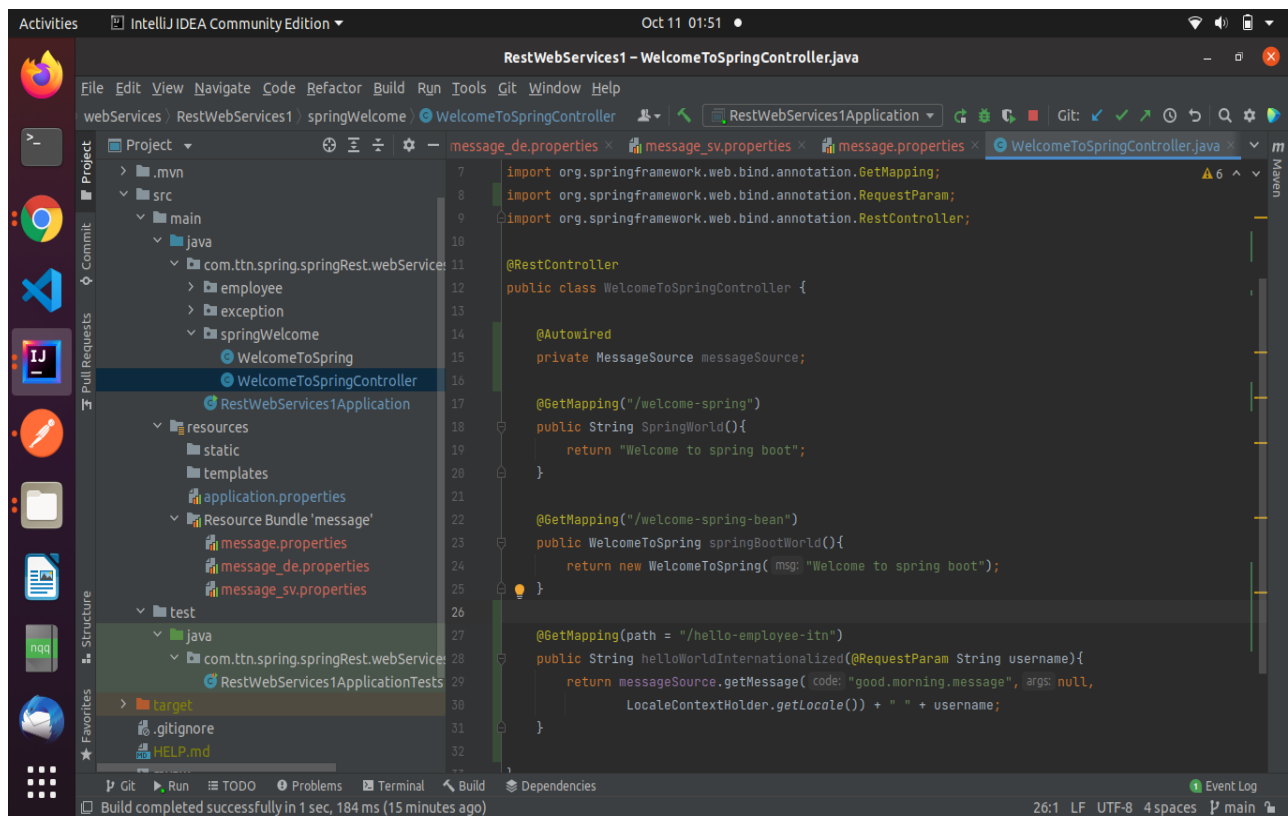 Activities IntelliJ IDEA Community Edition Oct 11 01:51
RestWebServices1 – WelcomeToSpringController.java
File Edit View Navigate Code Refactor Build Run Tools Git Window Help
webServices RestWebServices1 springWelcome WelcomeToSpringController RestWebServices1Application Git:
Project
message_de.properties message_sv.properties message.properties WelcomeToSpringController.java
Project
Commit
Pull Requests
Structure
Favorites
m
Maven
.mvn
src
main
java
com.ttn.spring.springRest.webServices
employee
exception
springWelcome
WelcomeToSpring
WelcomeToSpringController
RestWebServices1Application
resources
static
templates
application.properties
Resource Bundle 'message'
message.properties
message_de.properties
message_sv.properties
test
java
com.ttn.spring.springRest.webServices
RestWebServices1ApplicationTests
target
.gitignore
HELP.md
6
7 import org.springframework.web.bind.annotation.GetMapping;
8 import org.springframework.web.bind.annotation.RequestParam;
9 import org.springframework.web.bind.annotation.RestController;
10
11 @RestController
12 public class WelcomeToSpringController {
13
14 @Autowired
15 private MessageSource messageSource;
16
17 @GetMapping("/welcome-spring")
18 public String SpringWorld(){
19 return "Welcome to spring boot";
20 }
21
22 @GetMapping("/welcome-spring-bean")
23 public WelcomeToSpring springBootWorld(){
24 return new WelcomeToSpring( msg: "Welcome to spring boot");
25 }
26
27 @GetMapping(path = "/hello-employee-itn")
28 public String helloWorldInternationalized(@RequestParam String username){
29 return messageSource.getMessage( code: "good.morning.message", args: null,
30 LocaleContextHolder.getLocale()) + " " + username;
31 }
32
IJ
nqq
Git Run TODO Problems Terminal Build Dependencies 1 Event Log
Build completed successfully in 1 sec, 184 ms (15 minutes ago) 26:1 LF UTF-8 4 spaces main